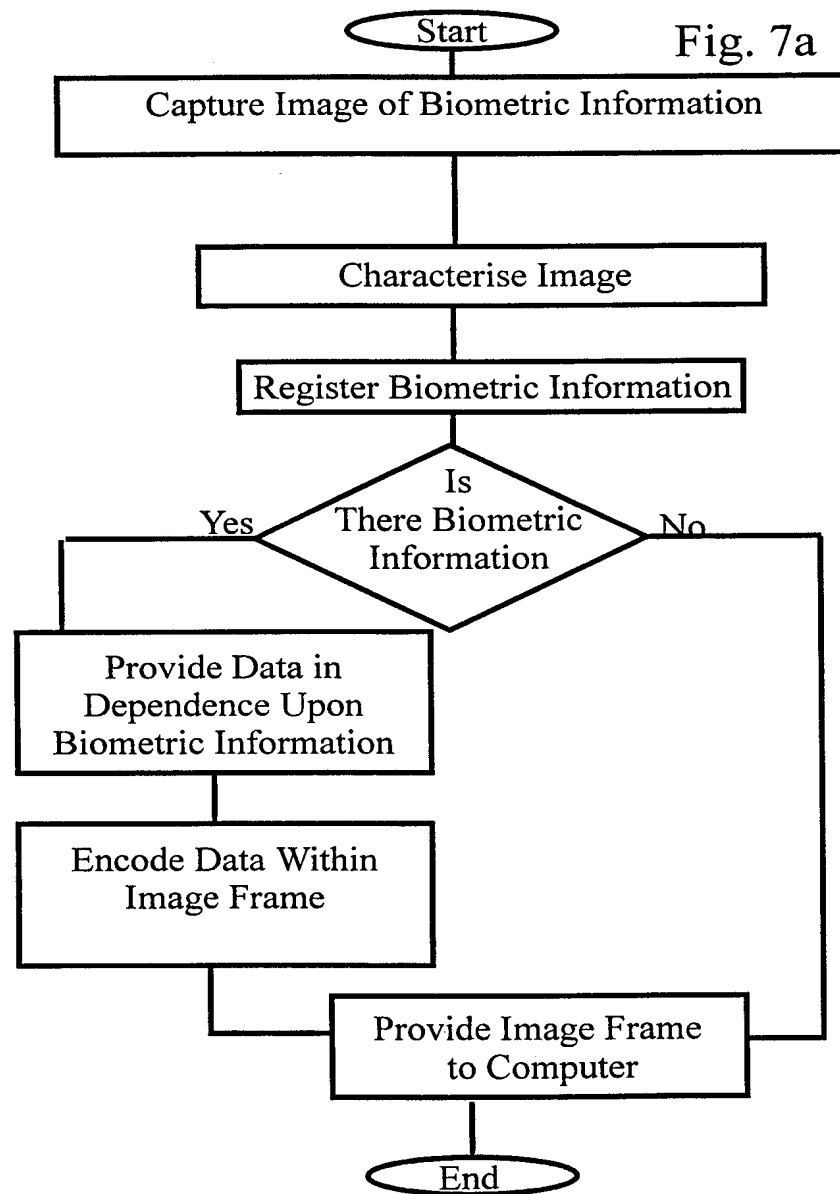 Start
Fig. 7a
Capture Image of Biometric Information
Characterise Image
Register Biometric Information
Is
There Biometric
Information
Yes
No
Provide Data in
Dependence Upon
Biometric Information
Encode Data Within
Image Frame
Provide Image Frame
to Computer
End